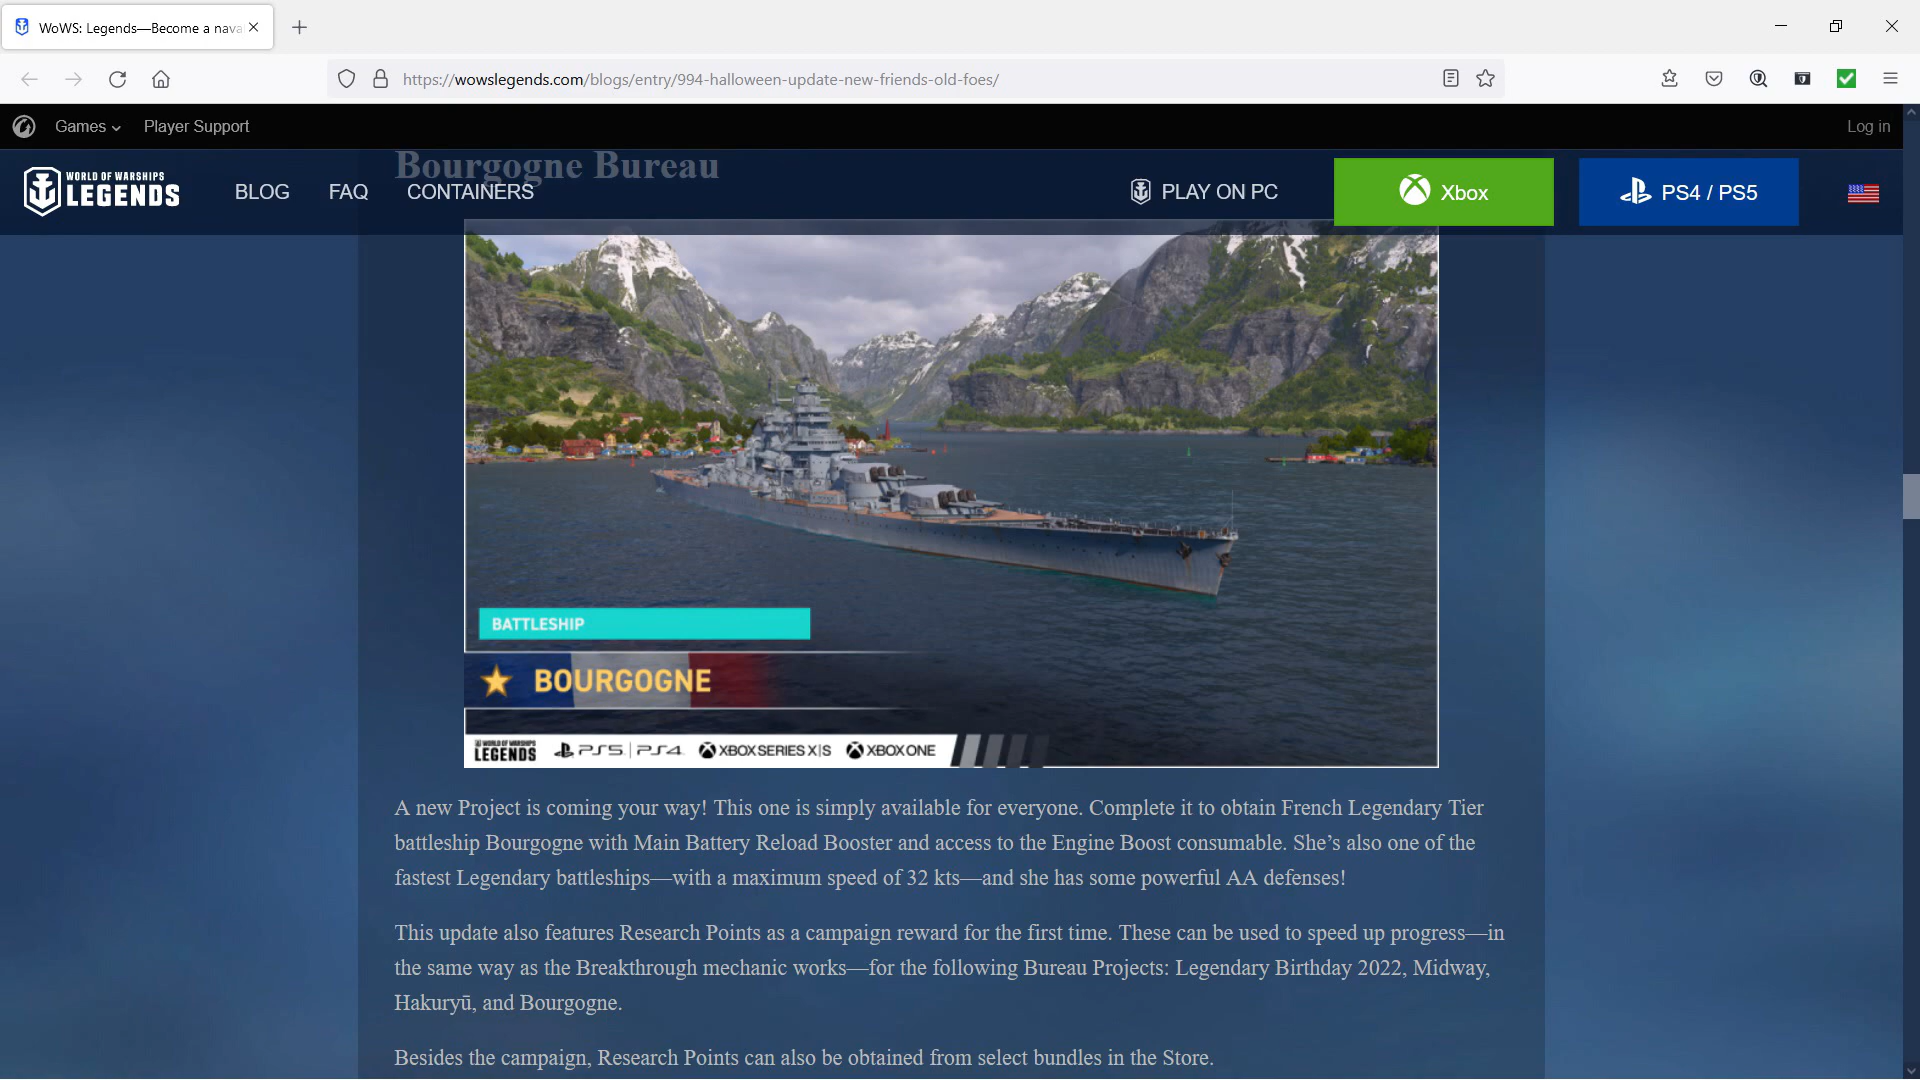 WoWS: Legends—Become a nava
https://wowslegends.com/blogs/entry/994-halloween-update-new-friends-old-foes/
Games
Player Support
Log in
Bourgogne Bureau
WORLD OF WARSHIPS
LEGENDS
BLOG
FAQ
CONTAINERS
PLAY ON PC
Xbox
PS4 / PS5
BATTLESHIP
BOURGOGNE
WORLD OF WARSHIPS
LEGENDS
PS5 | PS4
XBOX SERIES X|S
XBOX ONE
A new Project is coming your way! This one is simply available for everyone. Complete it to obtain French Legendary Tier
battleship Bourgogne with Main Battery Reload Booster and access to the Engine Boost consumable. She’s also one of the
fastest Legendary battleships—with a maximum speed of 32 kts—and she has some powerful AA defenses!
This update also features Research Points as a campaign reward for the first time. These can be used to speed up progress—in
the same way as the Breakthrough mechanic works—for the following Bureau Projects: Legendary Birthday 2022, Midway,
Hakuryū, and Bourgogne.
Besides the campaign, Research Points can also be obtained from select bundles in the Store.